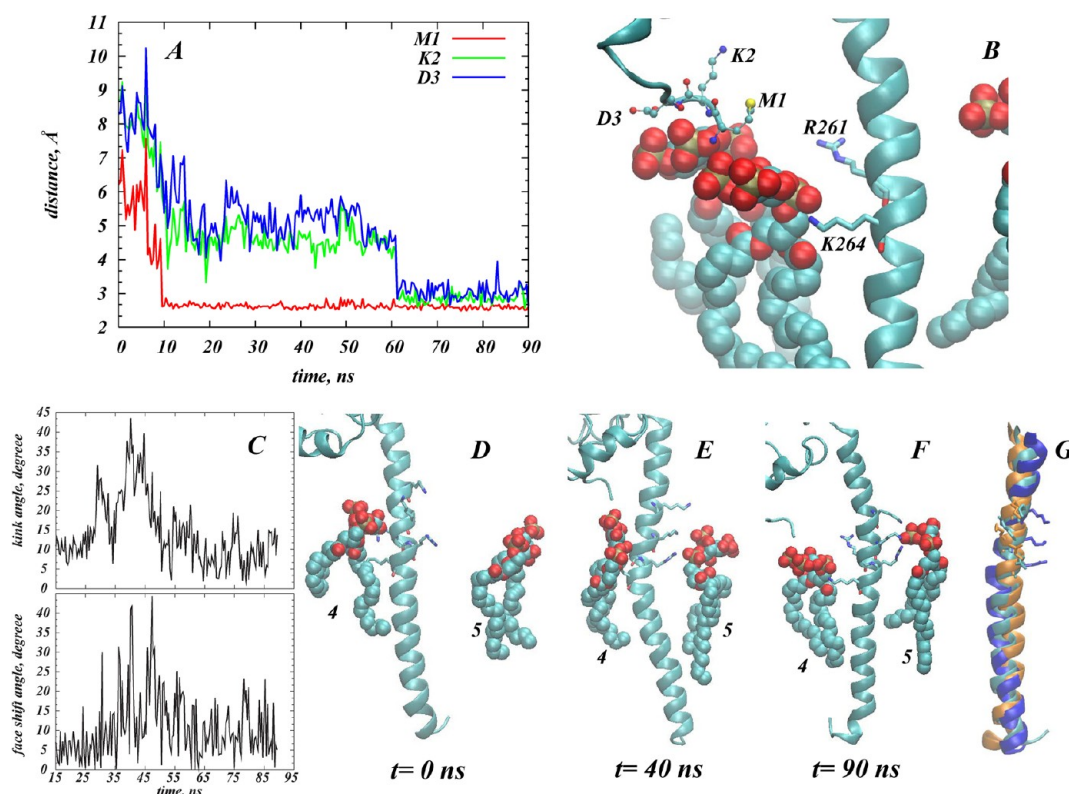 A
M1
K2
D3
11
10
9
8
7
6
5
4
3
2
distance, Å
0 10 20 30 40 50 60 70 80 90
time, ns
B
K2
M1
D3
R261
K264
C
45
40
35
30
25
20
15
10
5
0
kink angle, degreee
45
40
35
30
25
20
15
10
5
0
face shift angle, degreee
15 25 35 45 55 65 75 85 95
time, ns
D
4
5
t= 0 ns
E
4
5
t= 40 ns
F
4
5
t= 90 ns
G